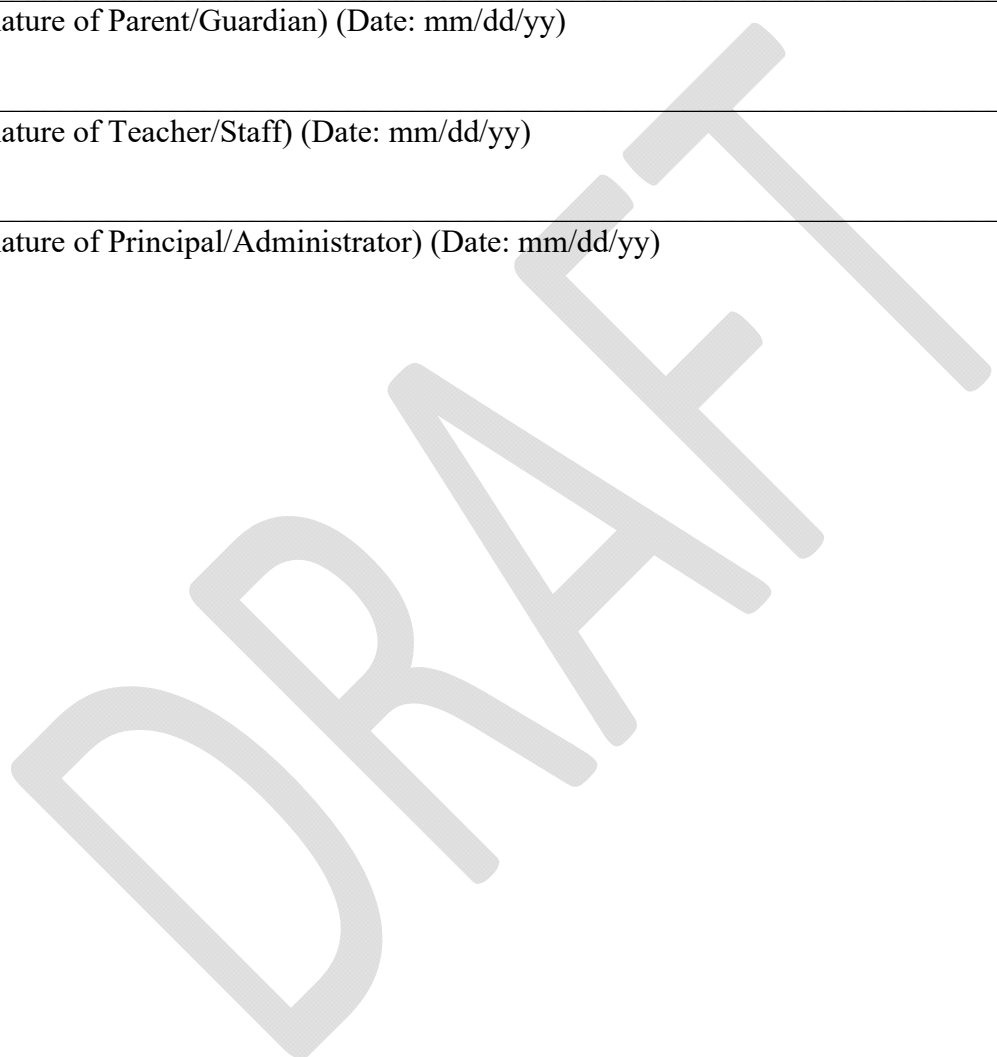 ature of Parent/Guardian) (Date: mm/dd/yy)
ature of Teacher/Staff) (Date: mm/dd/yy)
ature of Principal/Administrator) (Date: mm/dd/yy)
DRAFT